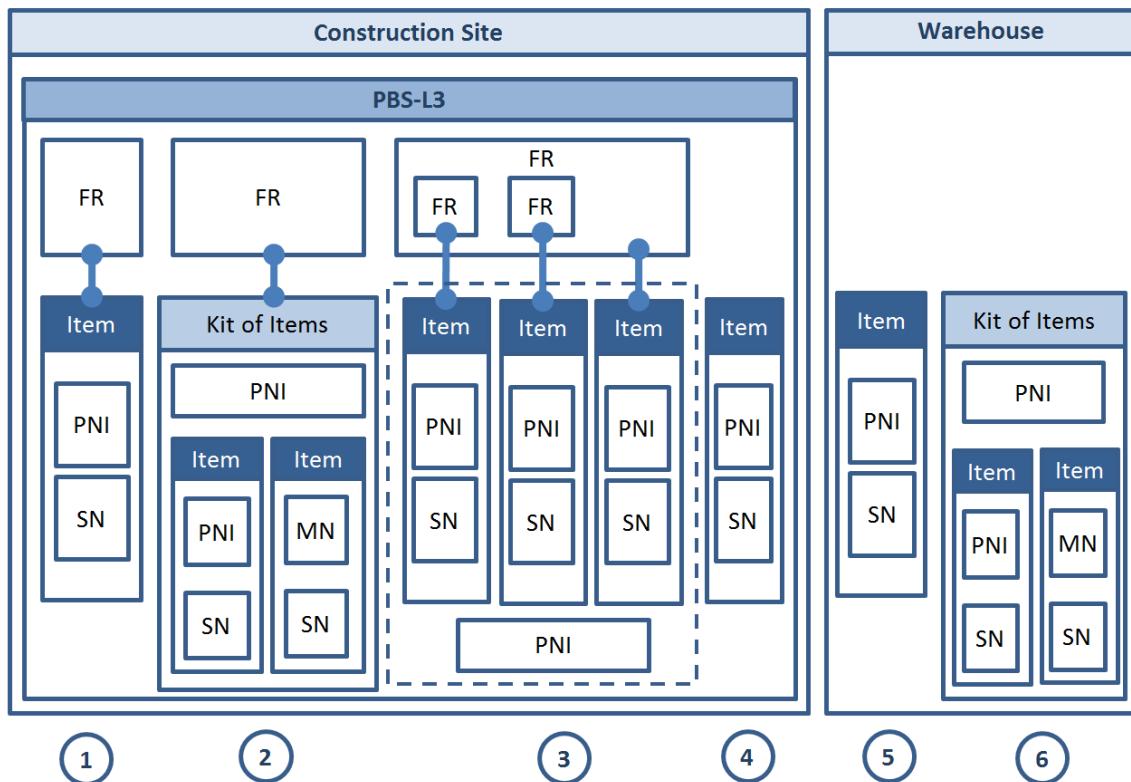 Construction Site
Warehouse
PBS-L3
FR
FR
FR
FR
FR
Item
PNI
SN
Kit of Items
PNI
Item
PNI
SN
Item
MN
SN
Item
PNI
SN
Item
PNI
SN
Item
PNI
SN
PNI
Item
PNI
SN
Item
PNI
SN
Kit of Items
PNI
Item
PNI
SN
Item
MN
SN
1
2
3
4
5
6